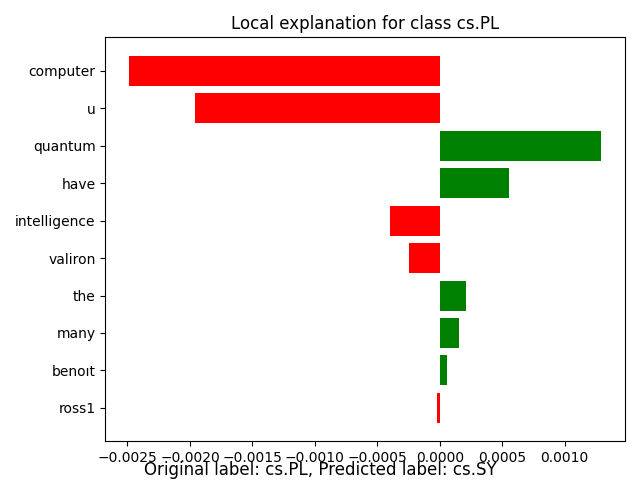 Local explanation for class cs.PL
computer
u
quantum
have
intelligence
valiron
the
many
benoıt
ross1
−0.0025 −0.0020 −0.0015 −0.0010 −0.0005 0.0000 0.0005 0.0010
Original label: cs.PL, Predicted label: cs.SY